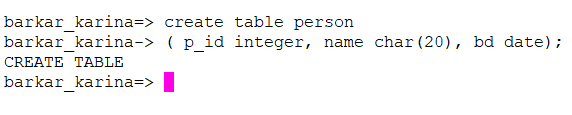 barkar_karina=> create table person
barkar_karina-> ( p_id integer, name char(20), bd date);
CREATE TABLE
barkar_karina=>